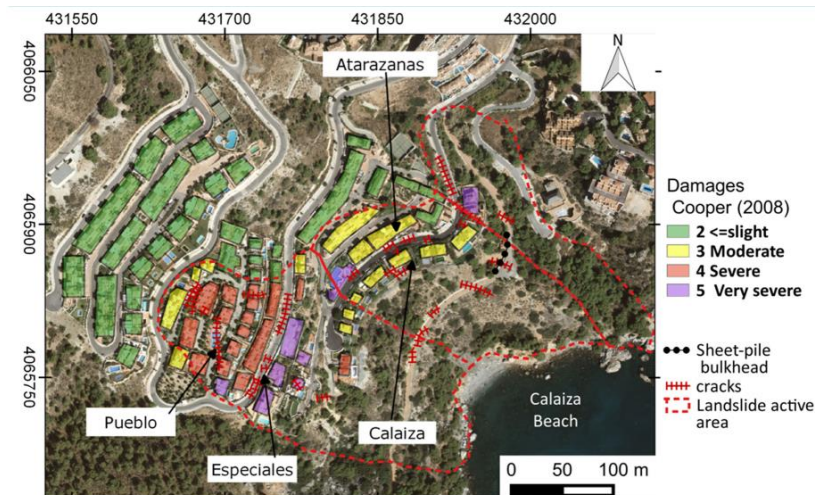 431550
431700
431850
432000
4066050
4065900
4065750
N
Atarazanas
Pueblo
Especiales
Calaiza
Calaiza
Beach
0 50 100 m
Damages
Cooper (2008)
2 <=slight
3 Moderate
4 Severe
5 Very severe
Sheet-pile
bulkhead
cracks
Landslide active
area